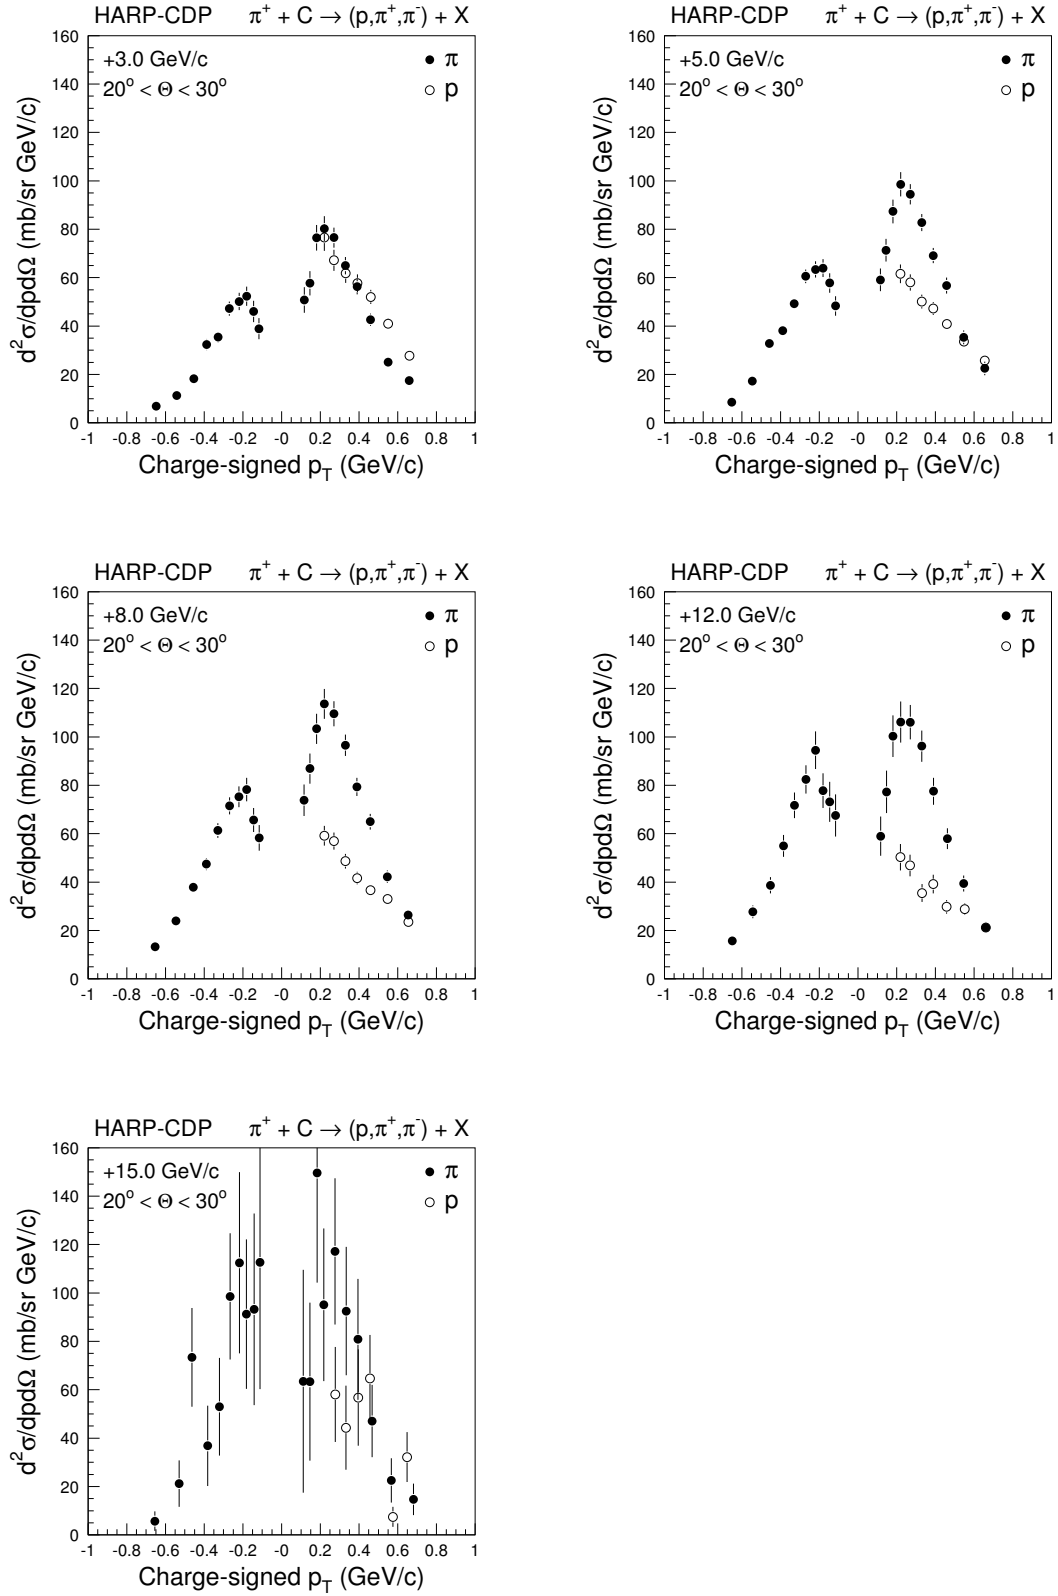 HARP-CDP π⁺ + C → (p,π⁺,π⁻) + X
160
140
120
100
80
60
40
20
0
+3.0 GeV/c
20° < Θ < 30°
● π
○ p
d²σ/dpdΩ (mb/sr GeV/c)
-1 -0.8 -0.6 -0.4 -0.2 -0 0.2 0.4 0.6 0.8 1
Charge-signed p_T (GeV/c)
HARP-CDP π⁺ + C → (p,π⁺,π⁻) + X
160
140
120
100
80
60
40
20
0
+5.0 GeV/c
20° < Θ < 30°
● π
○ p
d²σ/dpdΩ (mb/sr GeV/c)
-1 -0.8 -0.6 -0.4 -0.2 -0 0.2 0.4 0.6 0.8 1
Charge-signed p_T (GeV/c)
HARP-CDP π⁺ + C → (p,π⁺,π⁻) + X
160
140
120
100
80
60
40
20
0
+8.0 GeV/c
20° < Θ < 30°
● π
○ p
d²σ/dpdΩ (mb/sr GeV/c)
-1 -0.8 -0.6 -0.4 -0.2 -0 0.2 0.4 0.6 0.8 1
Charge-signed p_T (GeV/c)
HARP-CDP π⁺ + C → (p,π⁺,π⁻) + X
160
140
120
100
80
60
40
20
0
+12.0 GeV/c
20° < Θ < 30°
● π
○ p
d²σ/dpdΩ (mb/sr GeV/c)
-1 -0.8 -0.6 -0.4 -0.2 -0 0.2 0.4 0.6 0.8 1
Charge-signed p_T (GeV/c)
HARP-CDP π⁺ + C → (p,π⁺,π⁻) + X
160
140
120
100
80
60
40
20
0
+15.0 GeV/c
20° < Θ < 30°
● π
○ p
d²σ/dpdΩ (mb/sr GeV/c)
-1 -0.8 -0.6 -0.4 -0.2 -0 0.2 0.4 0.6 0.8 1
Charge-signed p_T (GeV/c)